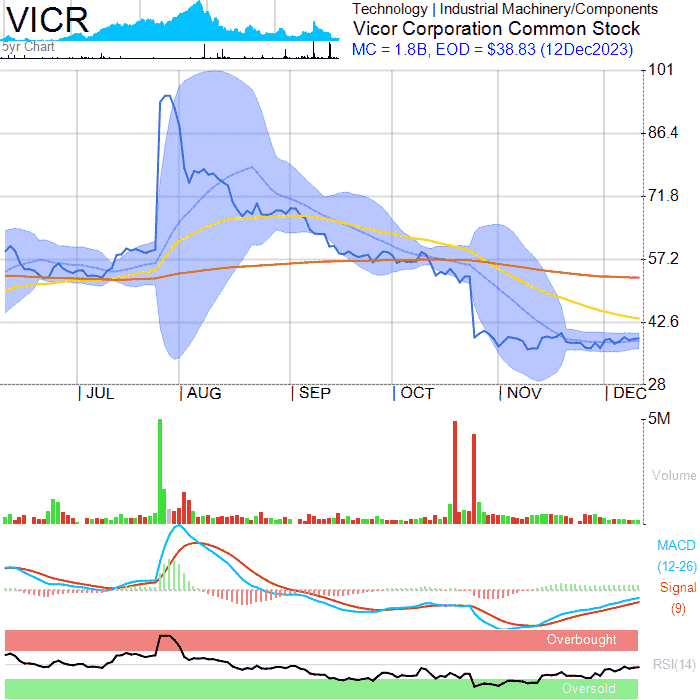 VICR
5yr Chart
Technology | Industrial Machinery/Components
Vicor Corporation Common Stock
MC = 1.8B, EOD = $38.83 (12Dec2023)
101
86.4
71.8
57.2
42.6
28
| JUL | AUG | SEP | OCT | NOV | DEC
5M
Volume
MACD
(12-26)
Signal
(9)
Overbought
RSI(14)
Oversold